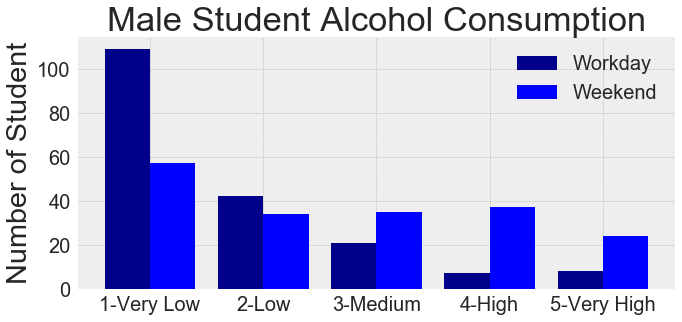 Male Student Alcohol Consumption
Number of Student
100
80
60
40
20
0
Workday
Weekend
1-Very Low
2-Low
3-Medium
4-High
5-Very High